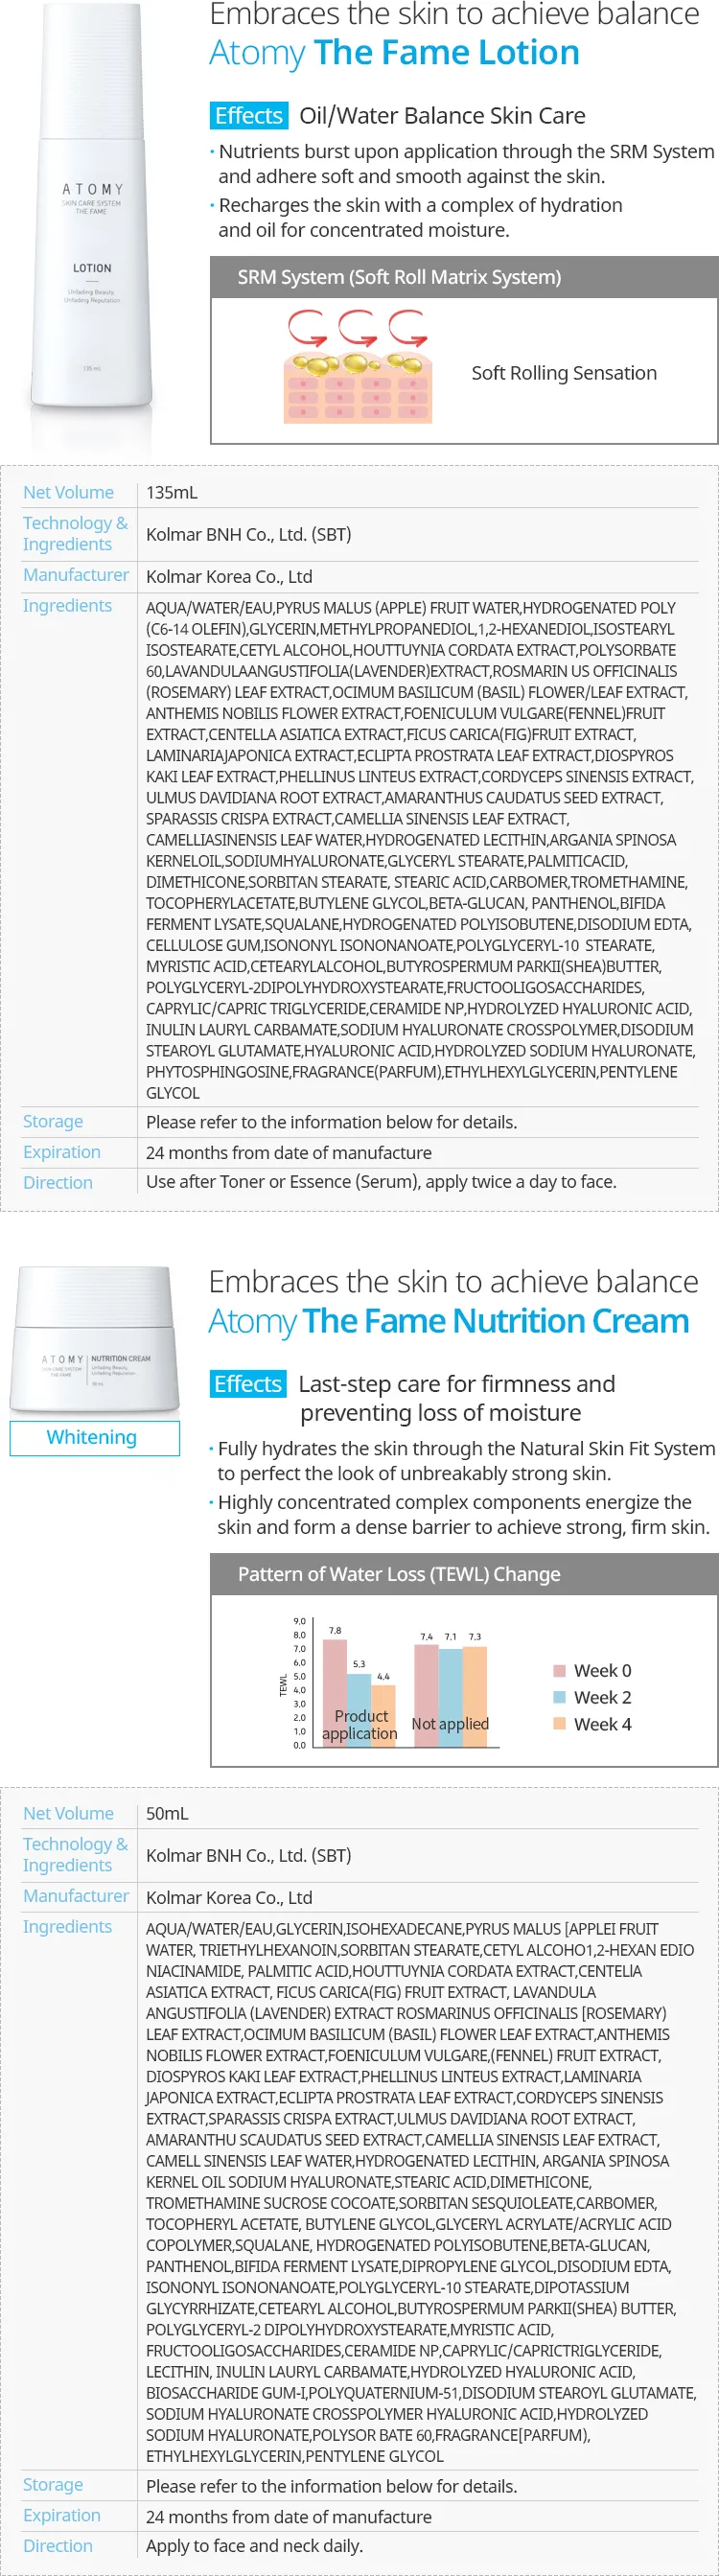 Embraces the skin to achieve balance
Atomy The Fame Lotion
ATOMY
SKIN CARE SYSTEM
THE FAME
LOTION
Unfading Beauty,
Unfading Reputation
135 mL
Effects Oil/Water Balance Skin Care
· Nutrients burst upon application through the SRM System
and adhere soft and smooth against the skin.
· Recharges the skin with a complex of hydration
and oil for concentrated moisture.
SRM System (Soft Roll Matrix System)
Soft Rolling Sensation
Net Volume 135mL
Technology &
Ingredients Kolmar BNH Co., Ltd. (SBT)
Manufacturer Kolmar Korea Co., Ltd
Ingredients AQUA/WATER/EAU,PYRUS MALUS (APPLE) FRUIT WATER,HYDROGENATED POLY
(C6-14 OLEFIN),GLYCERIN,METHYLPROPANEDIOL,1,2-HEXANEDIOL,ISOSTEARYL
ISOSTEARATE,CETYL ALCOHOL,HOUTTUYNIA CORDATA EXTRACT,POLYSORBATE
60,LAVANDULAANGUSTIFOLIA(LAVENDER)EXTRACT,ROSMARIN US OFFICINALIS
(ROSEMARY) LEAF EXTRACT,OCIMUM BASILICUM (BASIL) FLOWER/LEAF EXTRACT,
ANTHEMIS NOBILIS FLOWER EXTRACT,FOENICULUM VULGARE(FENNEL)FRUIT
EXTRACT,CENTELLA ASIATICA EXTRACT,FICUS CARICA(FIG)FRUIT EXTRACT,
LAMINARIAJAPONICA EXTRACT,ECLIPTA PROSTRATA LEAF EXTRACT,DIOSPYROS
KAKI LEAF EXTRACT,PHELLINUS LINTEUS EXTRACT,CORDYCEPS SINENSIS EXTRACT,
ULMUS DAVIDIANA ROOT EXTRACT,AMARANTHUS CAUDATUS SEED EXTRACT,
SPARASSIS CRISPA EXTRACT,CAMELLIA SINENSIS LEAF EXTRACT,
CAMELLIASINENSIS LEAF WATER,HYDROGENATED LECITHIN,ARGANIA SPINOSA
KERNELOIL,SODIUMHYALURONATE,GLYCERYL STEARATE,PALMITICACID,
DIMETHICONE,SORBITAN STEARATE, STEARIC ACID,CARBOMER,TROMETHAMINE,
TOCOPHERYLACETATE,BUTYLENE GLYCOL,BETA-GLUCAN, PANTHENOL,BIFIDA
FERMENT LYSATE,SQUALANE,HYDROGENATED POLYISOBUTENE,DISODIUM EDTA,
CELLULOSE GUM,ISONONYL ISONONANOATE,POLYGLYCERYL-10 STEARATE,
MYRISTIC ACID,CETEARYLALCOHOL,BUTYROSPERMUM PARKII(SHEA)BUTTER,
POLYGLYCERYL-2DIPOLYHYDROXYSTEARATE,FRUCTOOLIGOSACCHARIDES,
CAPRYLIC/CAPRIC TRIGLYCERIDE,CERAMIDE NP,HYDROLYZED HYALURONIC ACID,
INULIN LAURYL CARBAMATE,SODIUM HYALURONATE CROSSPOLYMER,DISODIUM
STEAROYL GLUTAMATE,HYALURONIC ACID,HYDROLYZED SODIUM HYALURONATE,
PHYTOSPHINGOSINE,FRAGRANCE(PARFUM),ETHYLHEXYLGLYCERIN,PENTYLENE
GLYCOL
Storage Please refer to the information below for details.
Expiration 24 months from date of manufacture
Direction Use after Toner or Essence (Serum), apply twice a day to face.
Embraces the skin to achieve balance
Atomy The Fame Nutrition Cream
ATOMY
SKIN CARE SYSTEM
THE FAME
NUTRITION CREAM
Unfading Beauty,
Unfading Reputation
50 mL
Whitening
Effects Last-step care for firmness and
preventing loss of moisture
· Fully hydrates the skin through the Natural Skin Fit System
to perfect the look of unbreakably strong skin.
· Highly concentrated complex components energize the
skin and form a dense barrier to achieve strong, firm skin.
Pattern of Water Loss (TEWL) Change
TEWL
9.0
8.0
7.0
6.0
5.0
4.0
3.0
2.0
1.0
0.0
7.8
5.3
4.4
Product
application
7.4 7.1 7.3
Not applied
Week 0
Week 2
Week 4
Net Volume 50mL
Technology &
Ingredients Kolmar BNH Co., Ltd. (SBT)
Manufacturer Kolmar Korea Co., Ltd
Ingredients AQUA/WATER/EAU,GLYCERIN,ISOHEXADECANE,PYRUS MALUS [APPLEI FRUIT
WATER, TRIETHYLHEXANOIN,SORBITAN STEARATE,CETYL ALCOHO1,2-HEXAN EDIO
NIACINAMIDE, PALMITIC ACID,HOUTTUYNIA CORDATA EXTRACT,CENTElIA
ASIATICA EXTRACT, FICUS CARICA(FIG) FRUIT EXTRACT, LAVANDULA
ANGUSTIFOLlA (LAVENDER) EXTRACT ROSMARINUS OFFICINALIS [ROSEMARY)
LEAF EXTRACT,OCIMUM BASILICUM (BASIL) FLOWER LEAF EXTRACT,ANTHEMIS
NOBILIS FLOWER EXTRACT,FOENICULUM VULGARE,(FENNEL) FRUIT EXTRACT,
DIOSPYROS KAKI LEAF EXTRACT,PHELLINUS LINTEUS EXTRACT,LAMINARIA
JAPONICA EXTRACT,ECLIPTA PROSTRATA LEAF EXTRACT,CORDYCEPS SINENSIS
EXTRACT,SPARASSIS CRISPA EXTRACT,ULMUS DAVIDIANA ROOT EXTRACT,
AMARANTHU SCAUDATUS SEED EXTRACT,CAMELLIA SINENSIS LEAF EXTRACT,
CAMELL SINENSIS LEAF WATER,HYDROGENATED LECITHIN, ARGANIA SPINOSA
KERNEL OIL SODIUM HYALURONATE,STEARIC ACID,DIMETHICONE,
TROMETHAMINE SUCROSE COCOATE,SORBITAN SESQUIOLEATE,CARBOMER,
TOCOPHERYL ACETATE, BUTYLENE GLYCOL,GLYCERYL ACRYLATE/ACRYLIC ACID
COPOLYMER,SQUALANE, HYDROGENATED POLYISOBUTENE,BETA-GLUCAN,
PANTHENOL,BIFIDA FERMENT LYSATE,DIPROPYLENE GLYCOL,DISODIUM EDTA,
ISONONYL ISONONANOATE,POLYGLYCERYL-10 STEARATE,DIPOTASSIUM
GLYCYRRHIZATE,CETEARYL ALCOHOL,BUTYROSPERMUM PARKII(SHEA) BUTTER,
POLYGLYCERYL-2 DIPOLYHYDROXYSTEARATE,MYRISTIC ACID,
FRUCTOOLIGOSACCHARIDES,CERAMIDE NP,CAPRYLIC/CAPRICTRIGLYCERIDE,
LECITHIN, INULIN LAURYL CARBAMATE,HYDROLYZED HYALURONIC ACID,
BIOSACCHARIDE GUM-I,POLYQUATERNIUM-51,DISODIUM STEAROYL GLUTAMATE,
SODIUM HYALURONATE CROSSPOLYMER HYALURONIC ACID,HYDROLYZED
SODIUM HYALURONATE,POLYSOR BATE 60,FRAGRANCE[PARFUM),
ETHYLHEXYLGLYCERIN,PENTYLENE GLYCOL
Storage Please refer to the information below for details.
Expiration 24 months from date of manufacture
Direction Apply to face and neck daily.